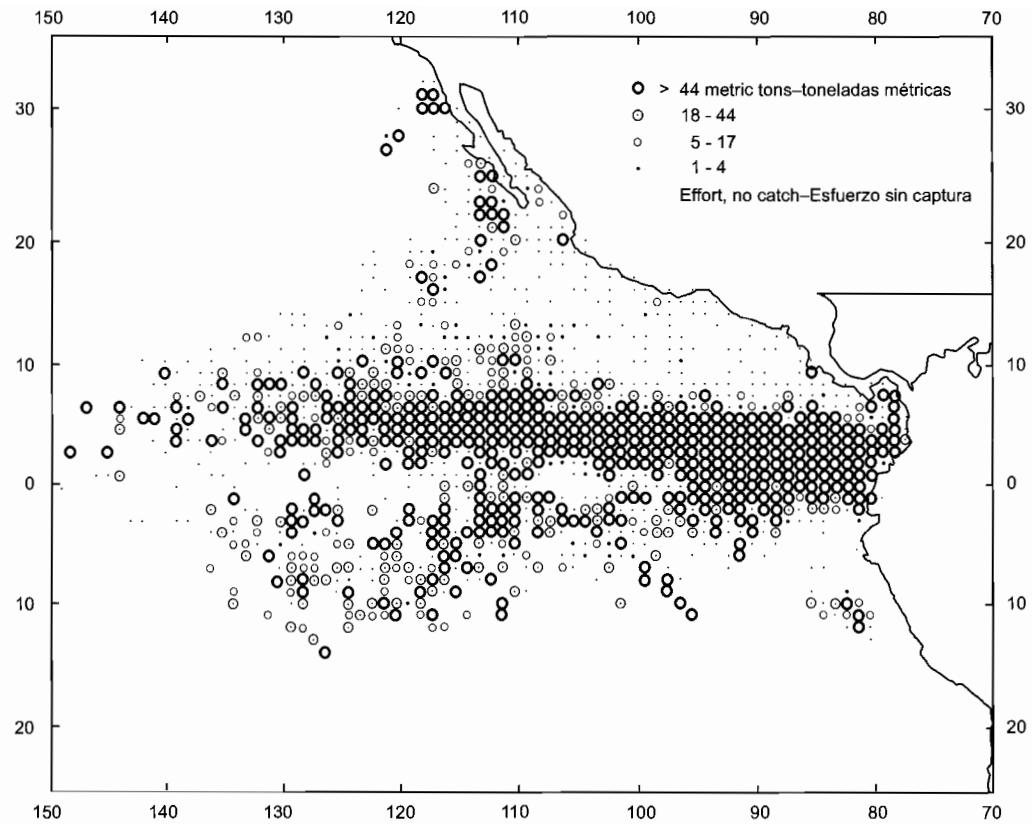 150 140 130 120 110 100 90 80 70
> 44 metric tons–toneladas métricas
18 - 44
5 - 17
1 - 4
Effort, no catch–Esfuerzo sin captura
30 30
20 20
10 10
0 0
10 10
20 20
150 140 130 120 110 100 90 80 70